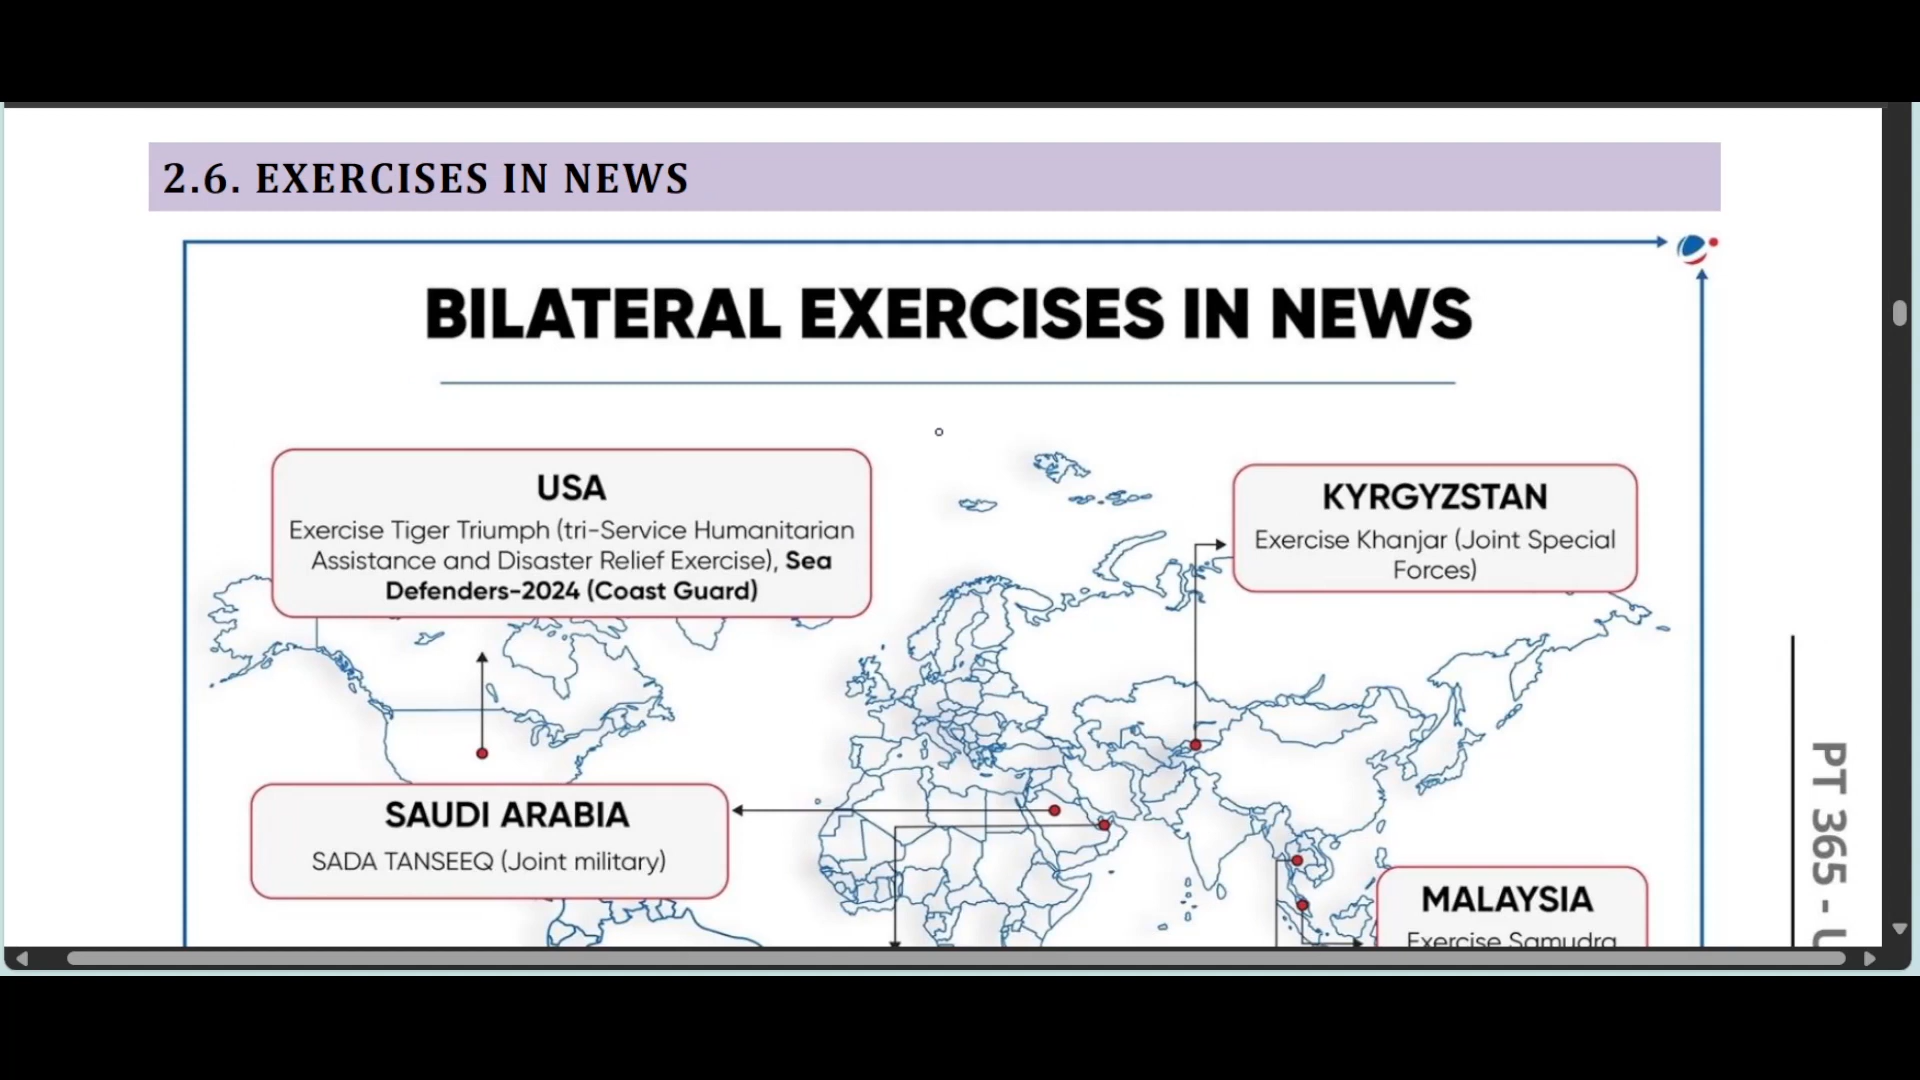 2.6. EXERCISES IN NEWS
BILATERAL EXERCISES IN NEWS
USA
Exercise Tiger Triumph (tri-Service Humanitarian
Assistance and Disaster Relief Exercise), Sea
Defenders-2024 (Coast Guard)
KYRGYZSTAN
Exercise Khanjar (Joint Special
Forces)
SAUDI ARABIA
SADA TANSEEQ (Joint military)
MALAYSIA
Exercise Samudra
PT 365 - U